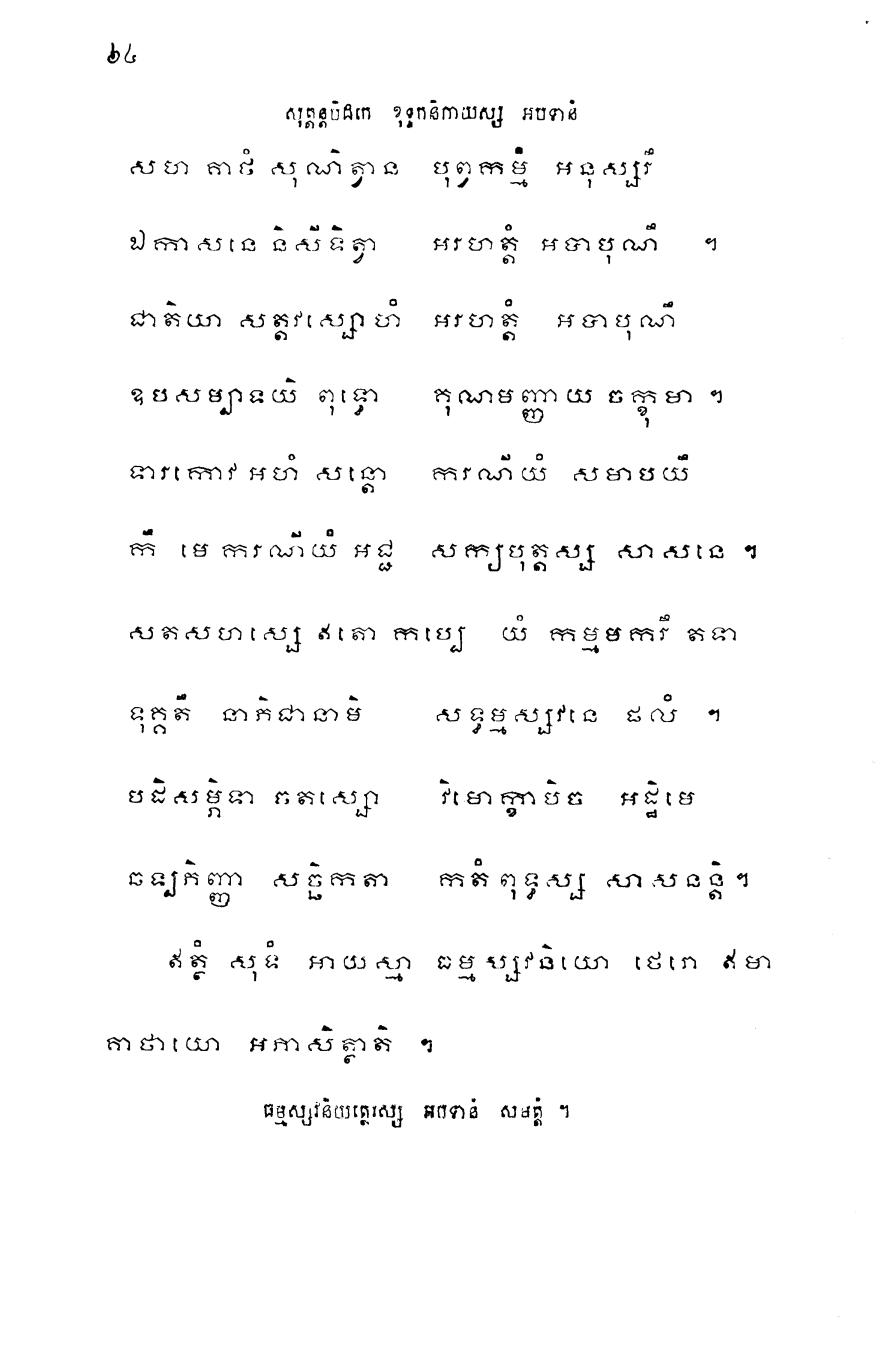 ៦៤
សុត្តន្តបិដកេ ខុទ្ទកនិកាយស្ស អបទានំ
សហ គាថំ សុណិត្វាន បុព្វកម្មំ អនុស្សរឹ
ឯកាសនេ និសីទិត្វា អរហត្តំ អបាបុណឹ ។
ជាតិយា សត្តវស្សោហំ អរហត្តំ អបាបុណឹ
ឧបសម្បាទយិ ពុទ្ធោ គុណមញ្ញាយ ចក្ខុមា ។
ទារកោវ អហំ សន្តោ ករណីយំ សមាបយឹ
កឹ មេ ករណីយំ អជ្ជ សក្យបុត្តស្ស សាសនេ ។
សតសហស្សេ ឥតោ កប្បេ យំ កម្មមករឹ តទា
ទុគ្គតឹ នាភិជានាមិ សទ្ធម្មស្សវនេ ផលំ ។
បដិសម្ភិទា ចតស្សោ វិមោក្ខាបិច អដ្ឋិមេ
ឆឡភិញ្ញា សច្ឆិកតា កតំ ពុទ្ធស្ស សាសនន្តិ ។
ឥត្ថំ សុទំ អាយស្មា ធម្មស្សវនិយោ ថេរោ ឥមា
គាថាយោ អភាសិត្ថាតិ ។
ធម្មស្សវនិយត្ថេរស្ស អបទានំ សមត្តំ ។